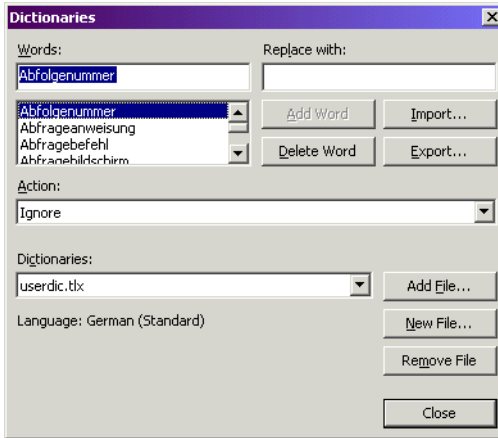 Dictionaries
Words:
Replace with:
Abfolgenummer
Abfolgenummer
Abfrageanweisung
Abfragebefehl
Abfragebildschirm
Add Word
Import...
Delete Word
Export...
Action:
Ignore
Dictionaries:
userdic.tlx
Add File...
Language: German (Standard)
New File...
Remove File
Close